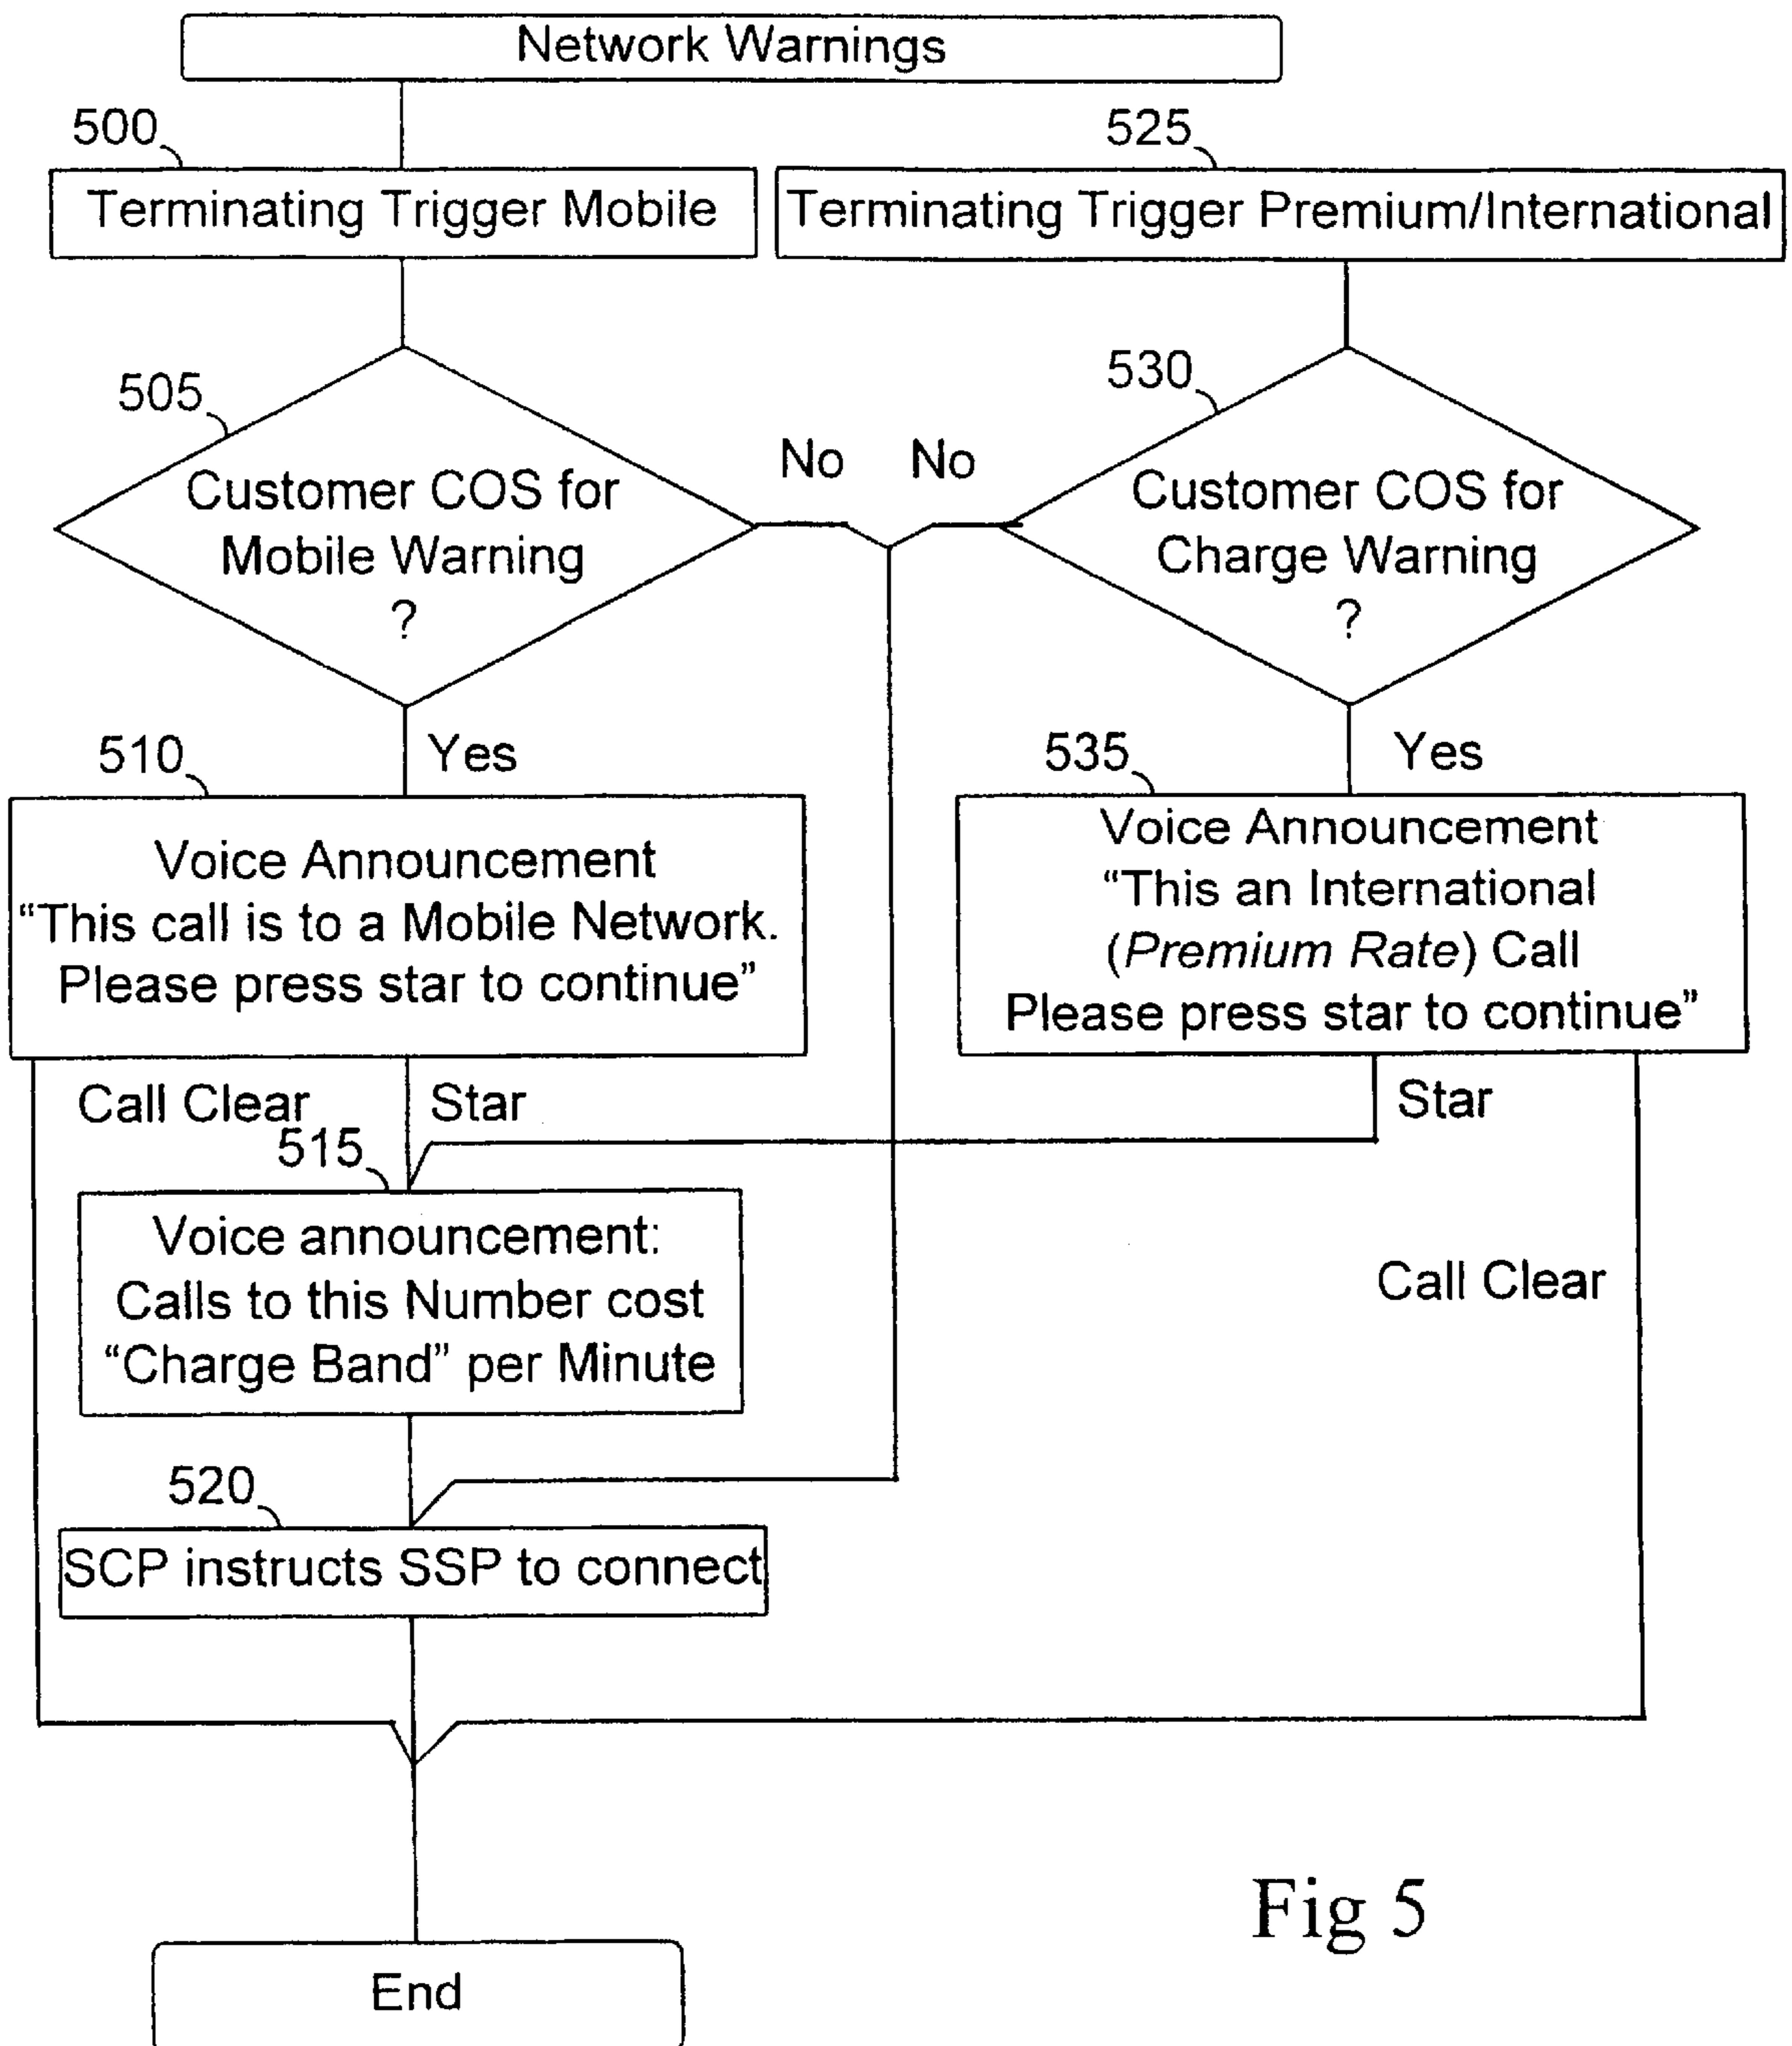 Network Warnings
500
525
Terminating Trigger Mobile
Terminating Trigger Premium/International
505
530
No
No
Customer COS for
Mobile Warning
?
Customer COS for
Charge Warning
?
510
Yes
535
Yes
Voice Announcement
“This call is to a Mobile Network.
Please press star to continue”
Voice Announcement
“This an International
(Premium Rate) Call
Please press star to continue”
Call Clear
Star
Star
515
Voice announcement:
Calls to this Number cost
“Charge Band” per Minute
Call Clear
520
SCP instructs SSP to connect
Fig 5
End